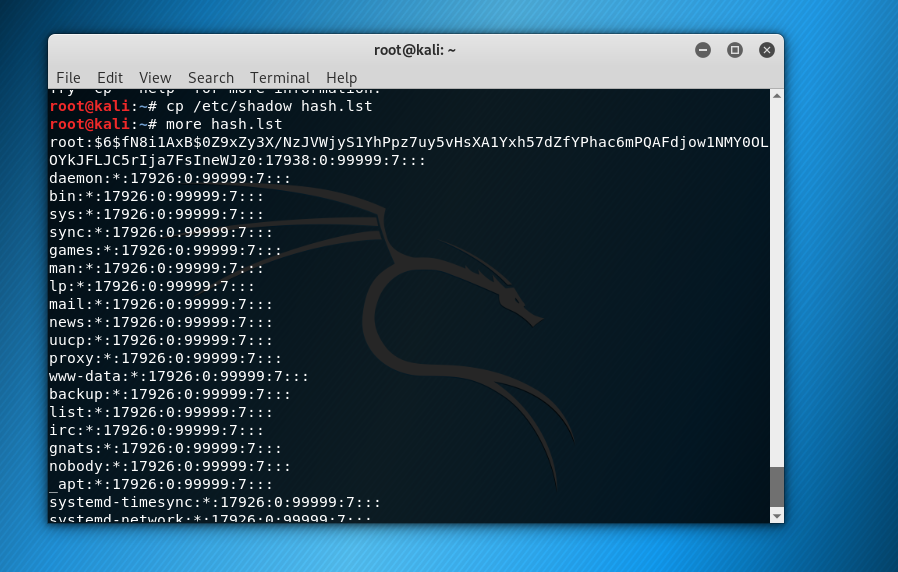 root@kali: ~
File Edit View Search Terminal Help
Try 'cp --help' for more information.
root@kali:~# cp /etc/shadow hash.lst
root@kali:~# more hash.lst
root:$6$fN8i1AxB$0Z9xZy3X/NzJVWjyS1YhPpz7uy5vHsXA1Yxh57dZfYPhac6mPQAFdjow1NMY0OL
OYkJFLJC5rIja7FsIneWJz0:17938:0:99999:7:::
daemon:*:17926:0:99999:7:::
bin:*:17926:0:99999:7:::
sys:*:17926:0:99999:7:::
sync:*:17926:0:99999:7:::
games:*:17926:0:99999:7:::
man:*:17926:0:99999:7:::
lp:*:17926:0:99999:7:::
mail:*:17926:0:99999:7:::
news:*:17926:0:99999:7:::
uucp:*:17926:0:99999:7:::
proxy:*:17926:0:99999:7:::
www-data:*:17926:0:99999:7:::
backup:*:17926:0:99999:7:::
list:*:17926:0:99999:7:::
irc:*:17926:0:99999:7:::
gnats:*:17926:0:99999:7:::
nobody:*:17926:0:99999:7:::
_apt:*:17926:0:99999:7:::
systemd-timesync:*:17926:0:99999:7:::
systemd-network:*:17926:0:99999:7:::